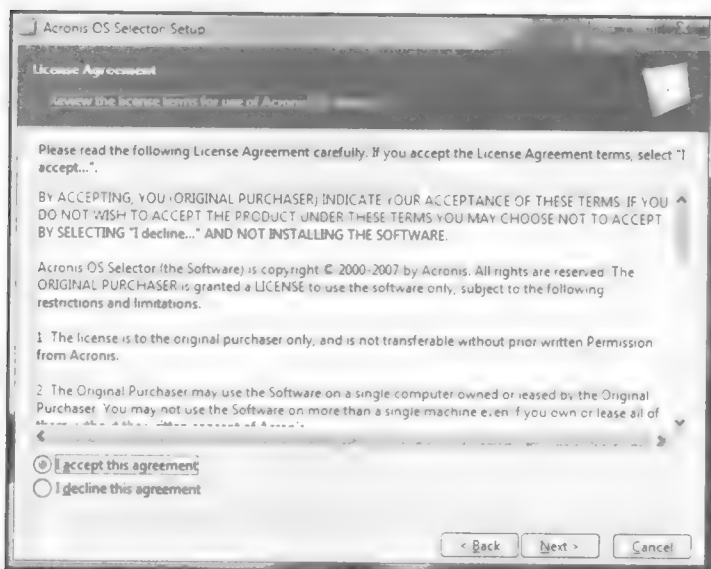 Acronis OS Selector Setup
License Agreement
Review the license terms for use of Acronis
Please read the following License Agreement carefully. If you accept the License Agreement terms, select "I
accept...".
BY ACCEPTING, YOU (ORIGINAL PURCHASER) INDICATE YOUR ACCEPTANCE OF THESE TERMS. IF YOU
DO NOT WISH TO ACCEPT THE PRODUCT UNDER THESE TERMS YOU MAY CHOOSE NOT TO ACCEPT
BY SELECTING "I decline..." AND NOT INSTALLING THE SOFTWARE.
Acronis OS Selector (the Software) is copyright © 2000-2007 by Acronis. All rights are reserved. The
ORIGINAL PURCHASER is granted a LICENSE to use the software only, subject to the following
restrictions and limitations.
1. The license is to the original purchaser only, and is not transferable without prior written Permission
from Acronis.
2. The Original Purchaser may use the Software on a single computer owned or leased by the Original
Purchaser. You may not use the Software on more than a single machine even if you own or lease all of
I accept this agreement
I decline this agreement
< Back Next > Cancel